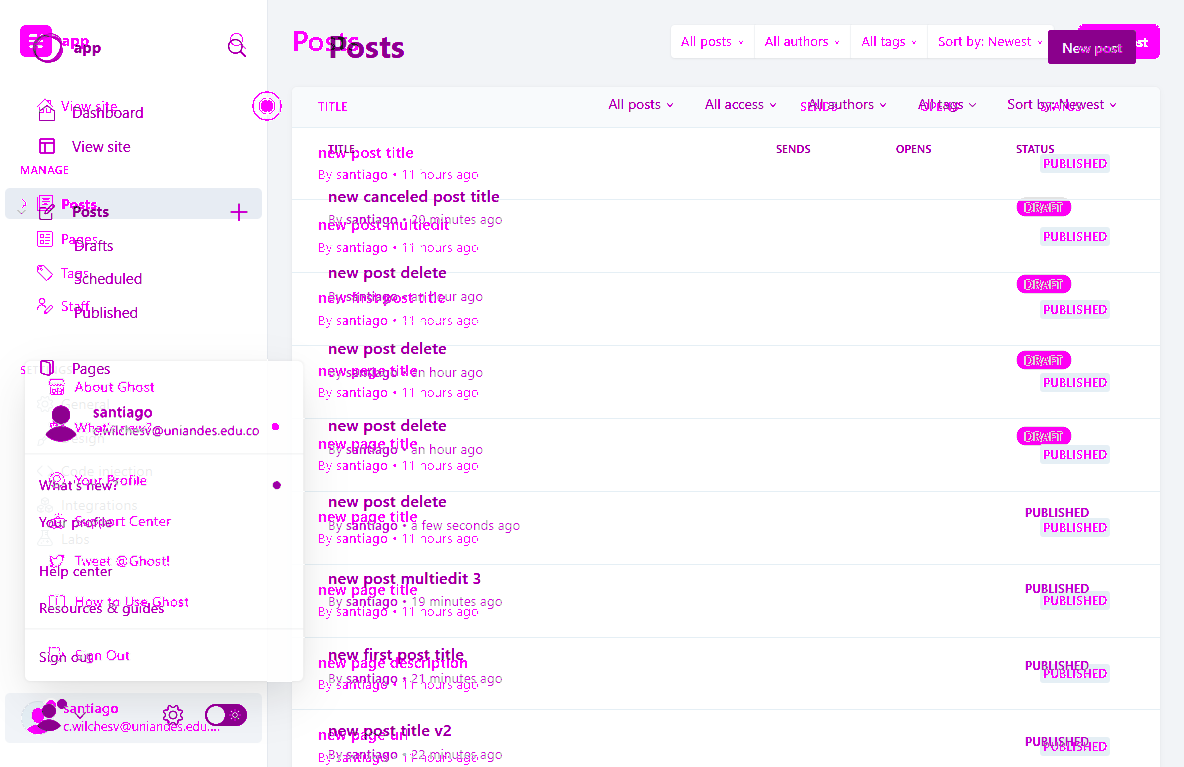 app
app
Posts
Posts
All posts
All authors
All tags
Sort by: Newest
New post
View site
Dashboard
View site
MANAGE
Posts
Posts
Pages
Drafts
Tags
Scheduled
Staff
Published
Pages
About Ghost
santiago
What's new?
c.wilchesv@uniandes.edu.co
Your Profile
What's new?
Support Center
Your profile
Tweet @Ghost!
Help center
How to Use Ghost
Resources & guides
Sign Out
Sign out
General
Code injection
Integrations
Labs
santiago
c.wilchesv@uniandes.edu....
TITLE
SENDS
OPENS
STATUS
All posts
All access
All authors
All tags
Sort by: Newest
TITLE
SENDS
OPENS
STATUS
new post title
By santiago • 11 hours ago
PUBLISHED
new canceled post title
By santiago • 20 minutes ago
DRAFT
new post multiedit
By santiago • 11 hours ago
PUBLISHED
new post delete
By santiago • an hour ago
DRAFT
new first post title
By santiago • 11 hours ago
PUBLISHED
new post delete
By santiago • an hour ago
DRAFT
new page title
By santiago • 11 hours ago
PUBLISHED
new post delete
By santiago • an hour ago
DRAFT
new page title
By santiago • 11 hours ago
PUBLISHED
new post delete
By santiago • a few seconds ago
PUBLISHED
new page title
By santiago • 11 hours ago
PUBLISHED
new post multiedit 3
By santiago • 19 minutes ago
PUBLISHED
new page title
By santiago • 11 hours ago
PUBLISHED
new first post title
By santiago • 21 minutes ago
PUBLISHED
new page description
By santiago • 11 hours ago
PUBLISHED
new post title v2
By santiago • 22 minutes ago
PUBLISHED
new page url
By santiago • 11 hours ago
PUBLISHED